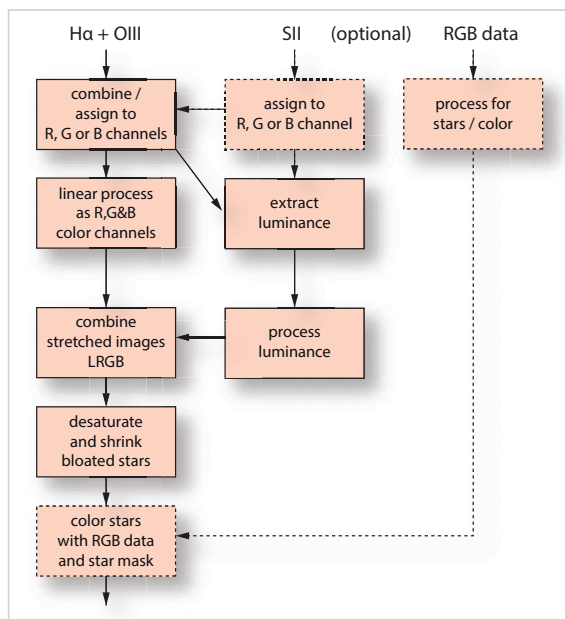 Hα + OIII
SII (optional)
RGB data
combine /
assign to
R, G or B channels
assign to
R, G or B channel
process for
stars / color
linear process
as R,G&B
color channels
extract
luminance
combine
stretched images
LRGB
process
luminance
desaturate
and shrink
bloated stars
color stars
with RGB data
and star mask